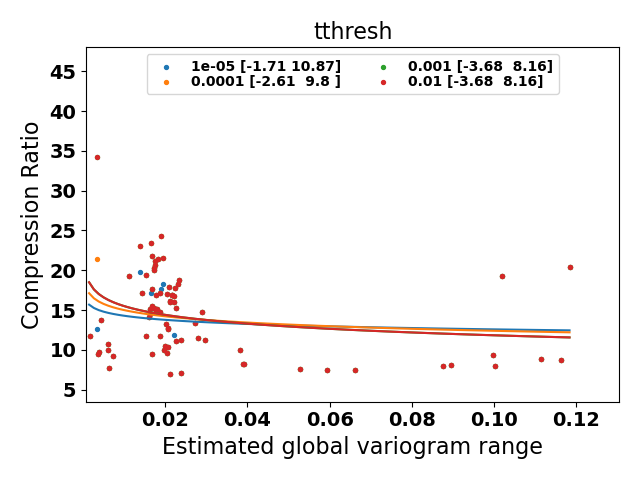 tthresh
1e-05 [-1.71 10.87]
0.0001 [-2.61  9.8 ]
0.001 [-3.68  8.16]
0.01 [-3.68  8.16]
Compression Ratio
45
40
35
30
25
20
15
10
5
0.02 0.04 0.06 0.08 0.10 0.12
Estimated global variogram range